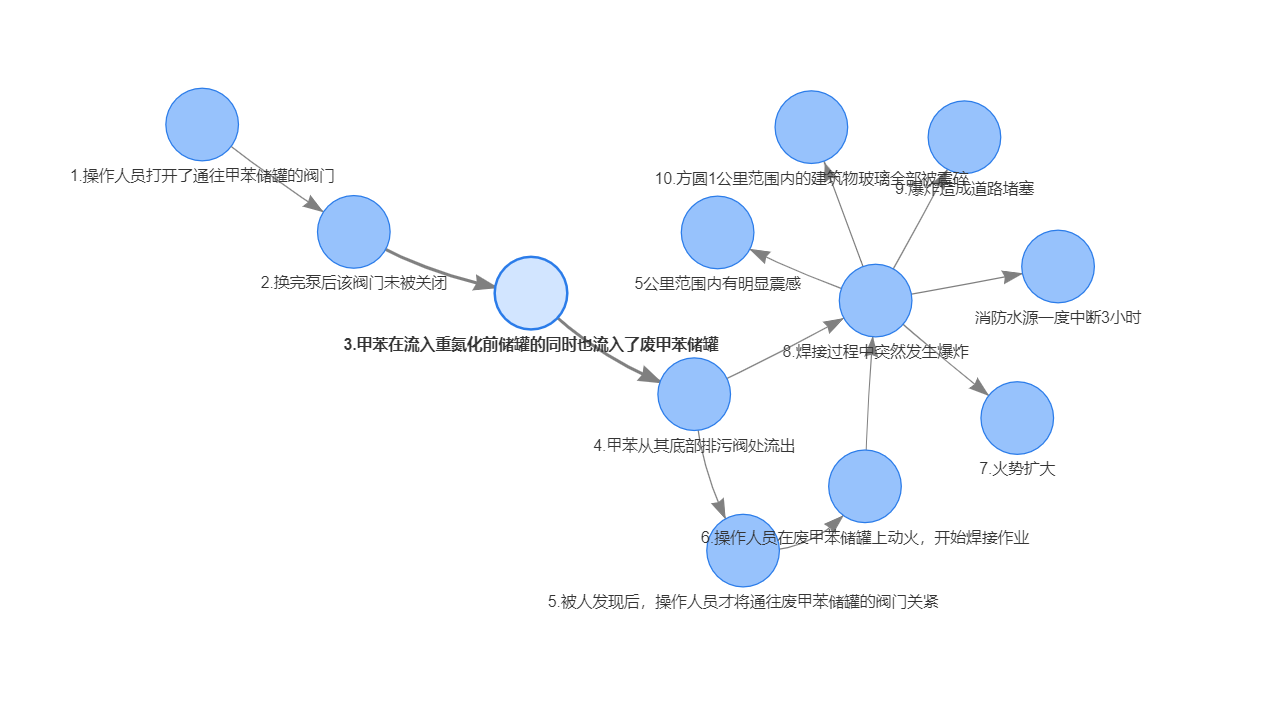 1.操作人员打开了通往甲苯储罐的阀门
10.方圆1公里范围内的建筑物玻璃全部被震碎
9.爆炸造成道路堵塞
2.换完泵后该阀门未被关闭
5公里范围内有明显震感
消防水源一度中断3小时
3.甲苯在流入重氮化前储罐的同时也流入了废甲苯储罐
8.焊接过程中突然发生爆炸
4.甲苯从其底部排污阀处流出
7.火势扩大
6.操作人员在废甲苯储罐上动火，开始焊接作业
5.被人发现后，操作人员才将通往废甲苯储罐的阀门关紧